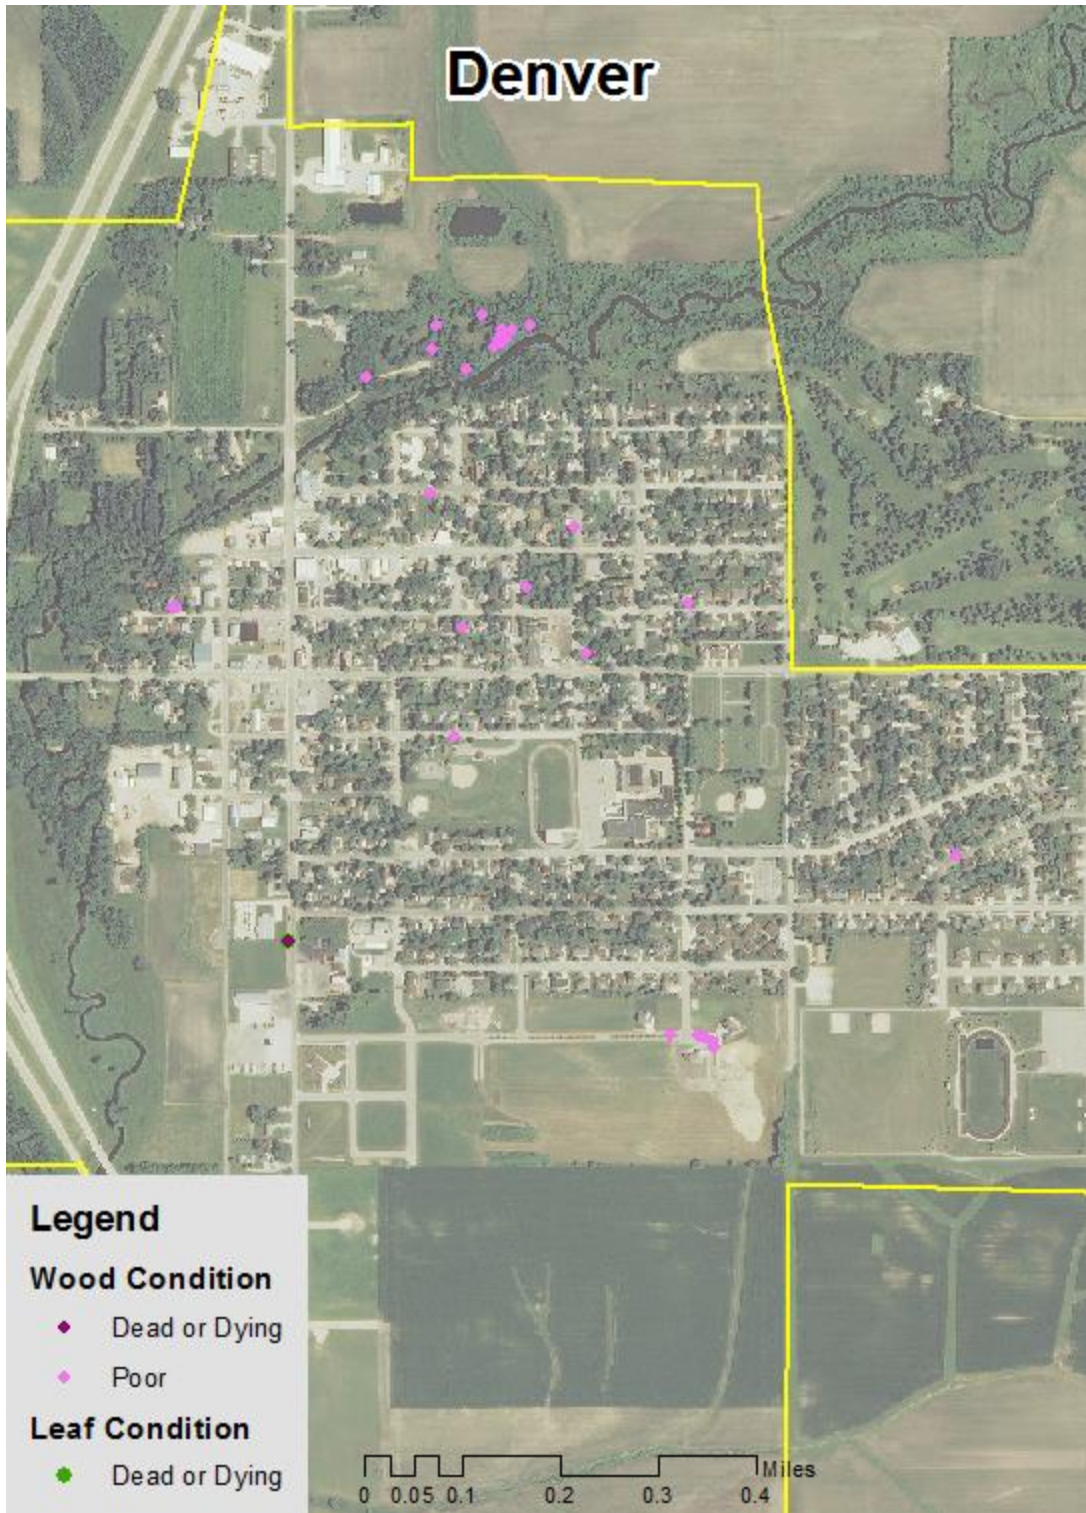 Denver
Legend
Wood Condition
Dead or Dying
Poor
Leaf Condition
Dead or Dying
Miles
0 0.05 0.1 0.2 0.3 0.4